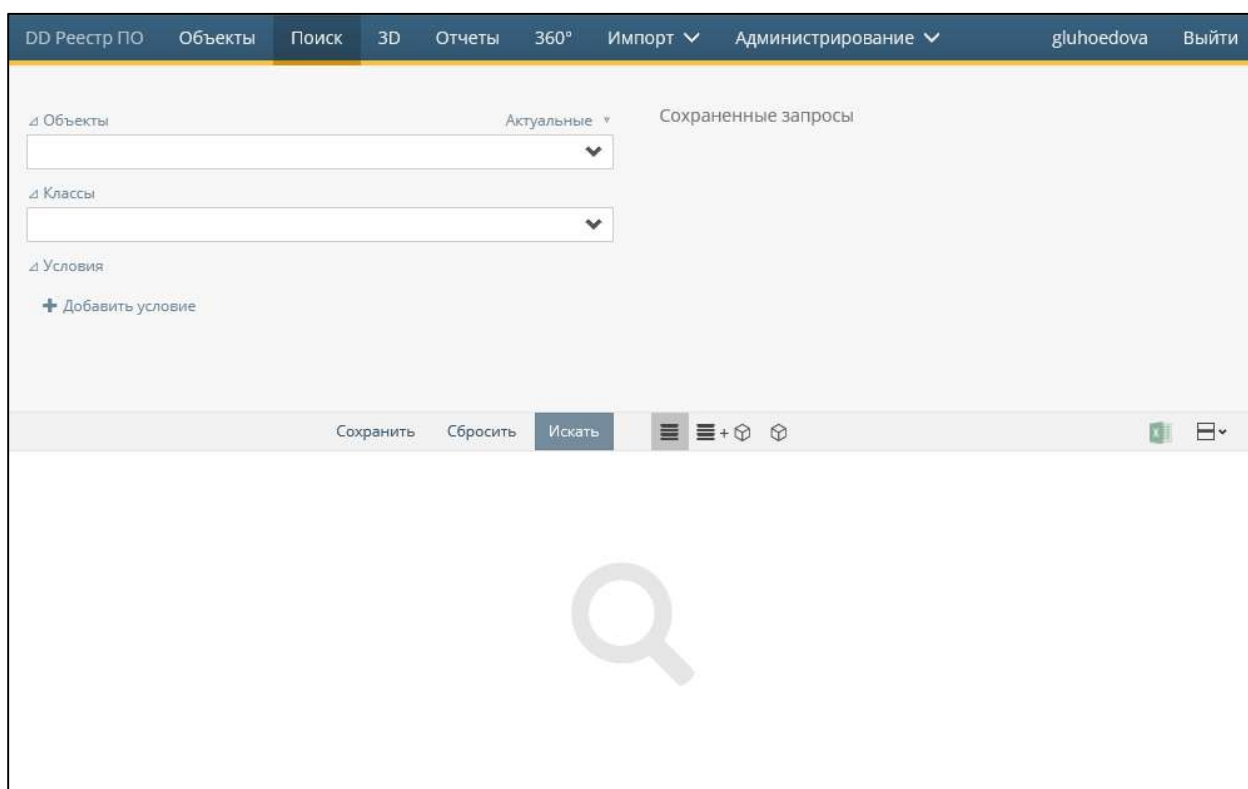 DD Реестр ПО Объекты Поиск 3D Отчеты 360° Импорт Администрирование gluhoedova Выйти
Объекты Актуальные
Классы
Условия
+ Добавить условие
Сохраненные запросы
Сохранить Сбросить Искать